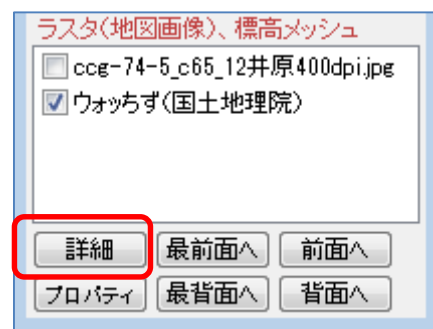 ラスタ(地図画像)、標高メッシュ
ccg-74-5_c65_12井原400dpi.jpg
ウォッちず(国土地理院)
詳細 最前面へ 前面へ
プロパティ 最背面へ 背面へ